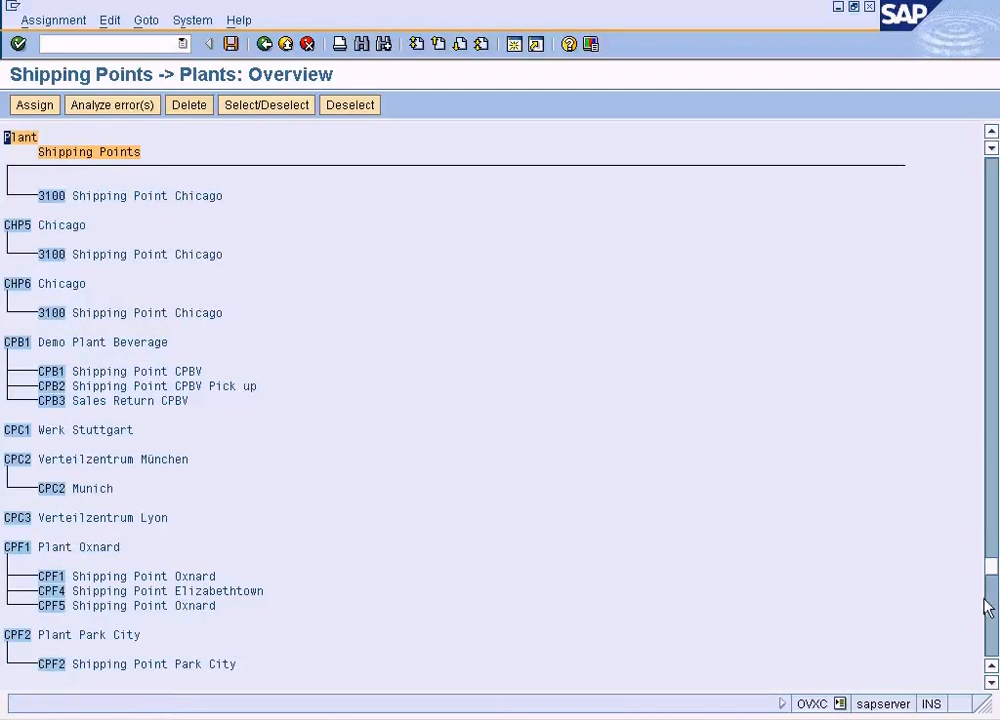 Assignment Edit Goto System Help
SAP
Shipping Points -> Plants: Overview
Assign Analyze error(s) Delete Select/Deselect Deselect
Plant
Shipping Points
3100 Shipping Point Chicago
CHP5 Chicago
3100 Shipping Point Chicago
CHP6 Chicago
3100 Shipping Point Chicago
CPB1 Demo Plant Beverage
CPB1 Shipping Point CPBV
CPB2 Shipping Point CPBV Pick up
CPB3 Sales Return CPBV
CPC1 Werk Stuttgart
CPC2 Verteilzentrum München
CPC2 Munich
CPC3 Verteilzentrum Lyon
CPF1 Plant Oxnard
CPF1 Shipping Point Oxnard
CPF4 Shipping Point Elizabethtown
CPF5 Shipping Point Oxnard
CPF2 Plant Park City
CPF2 Shipping Point Park City
OVXC sapserver INS